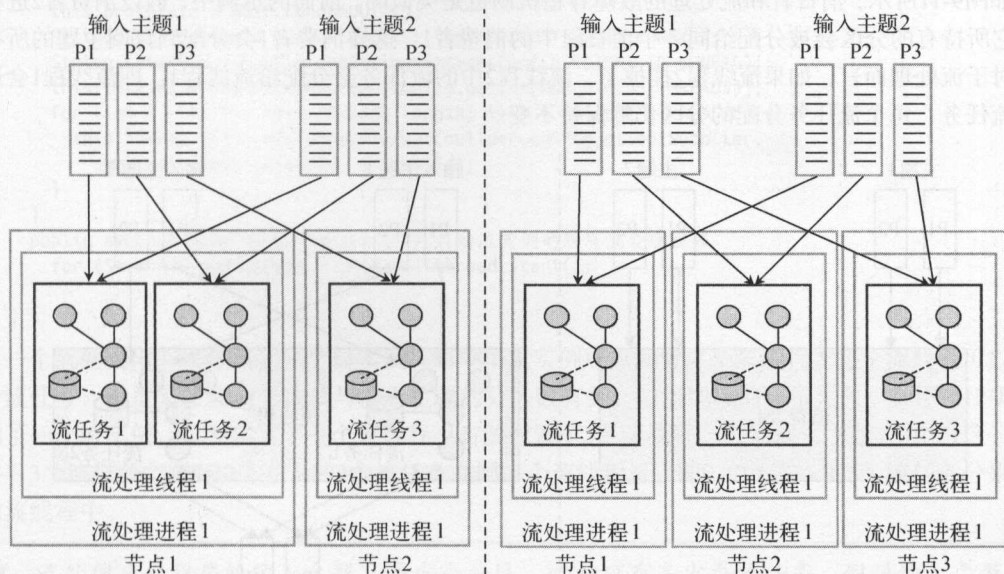 输入主题1
P1 P2 P3
输入主题2
P1 P2 P3
流任务1
流任务2
流任务3
流处理线程1
流处理线程1
流处理进程1
流处理进程1
节点1
节点2
输入主题1
P1 P2 P3
输入主题2
P1 P2 P3
流任务1
流任务2
流任务3
流处理线程1
流处理线程1
流处理线程1
流处理进程1
流处理进程1
流处理进程1
节点1
节点2
节点3